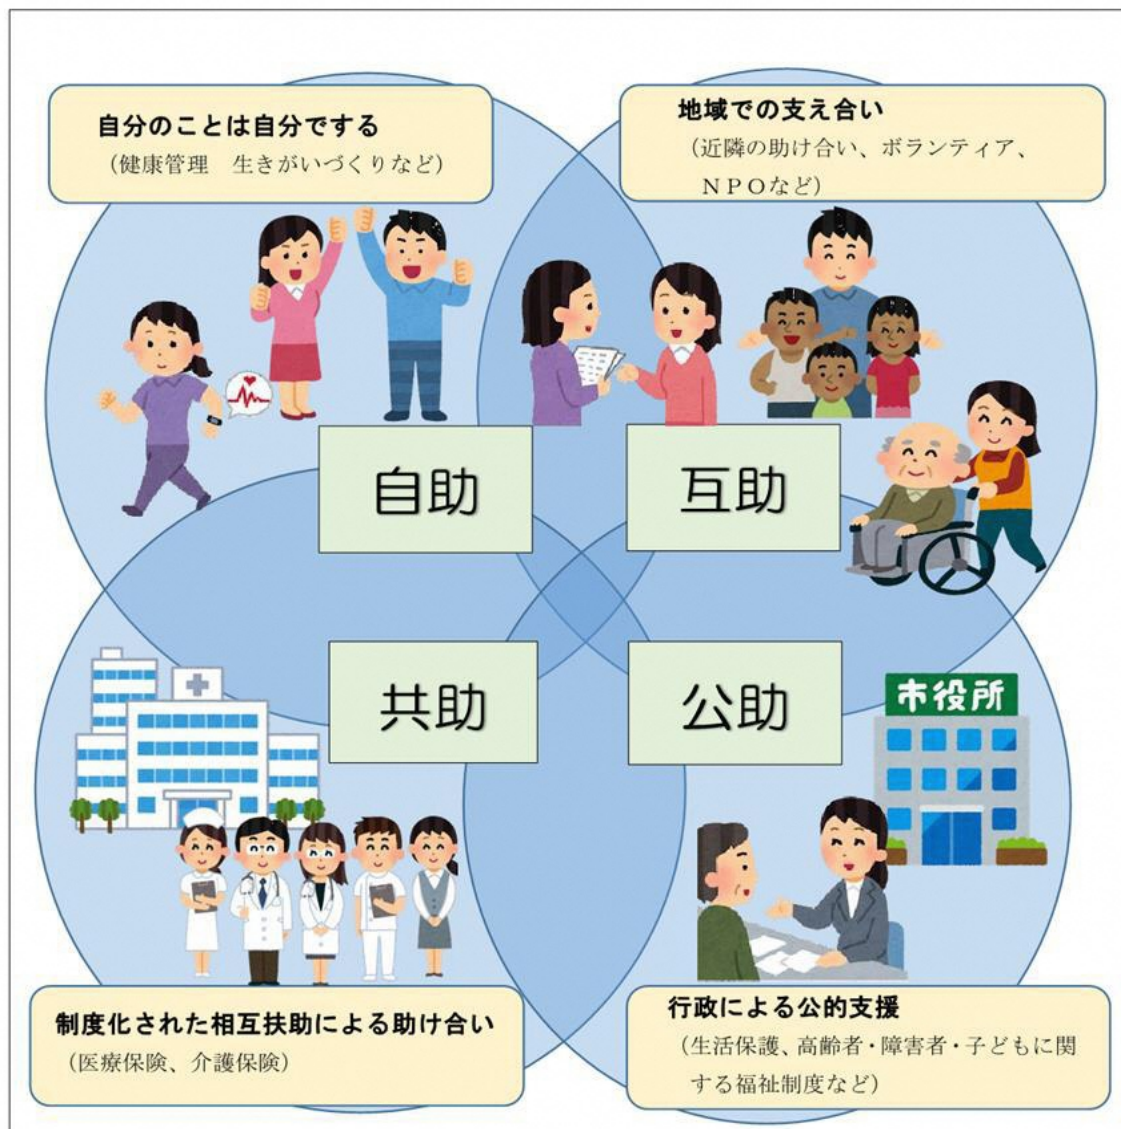 自分のことは自分でする
（健康管理　生きがいづくりなど）
地域での支え合い
（近隣の助け合い、ボランティア、
ＮＰＯなど）
自助
互助
共助
公助
市役所
制度化された相互扶助による助け合い
（医療保険、介護保険）
行政による公的支援
（生活保護、高齢者・障害者・子どもに関
する福祉制度など）